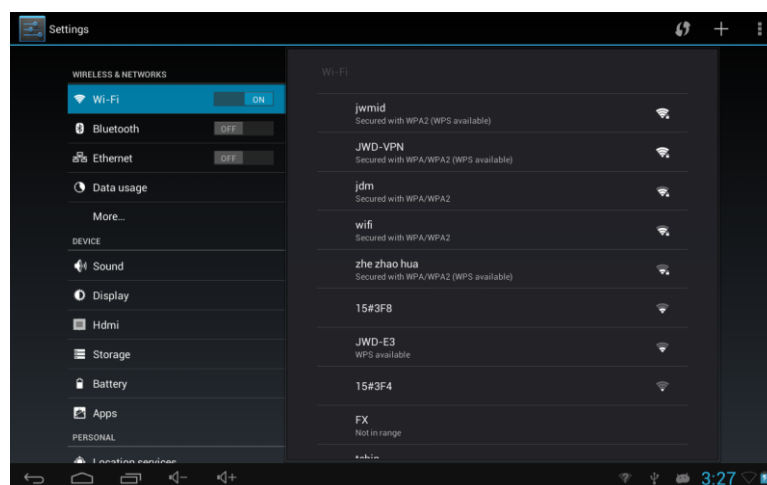 Settings
WIRELESS & NETWORKS
Wi-Fi
ON
Bluetooth
OFF
Ethernet
OFF
Data usage
More...
DEVICE
Sound
Display
Hdmi
Storage
Battery
Apps
PERSONAL
Location services
Wi-Fi
jwmid
Secured with WPA2 (WPS available)
JWD-VPN
Secured with WPA/WPA2 (WPS available)
jdm
Secured with WPA/WPA2
wifi
Secured with WPA/WPA2
zhe zhao hua
Secured with WPA/WPA2 (WPS available)
15#3F8
JWD-E3
WPS available
15#3F4
FX
Not in range
3:27